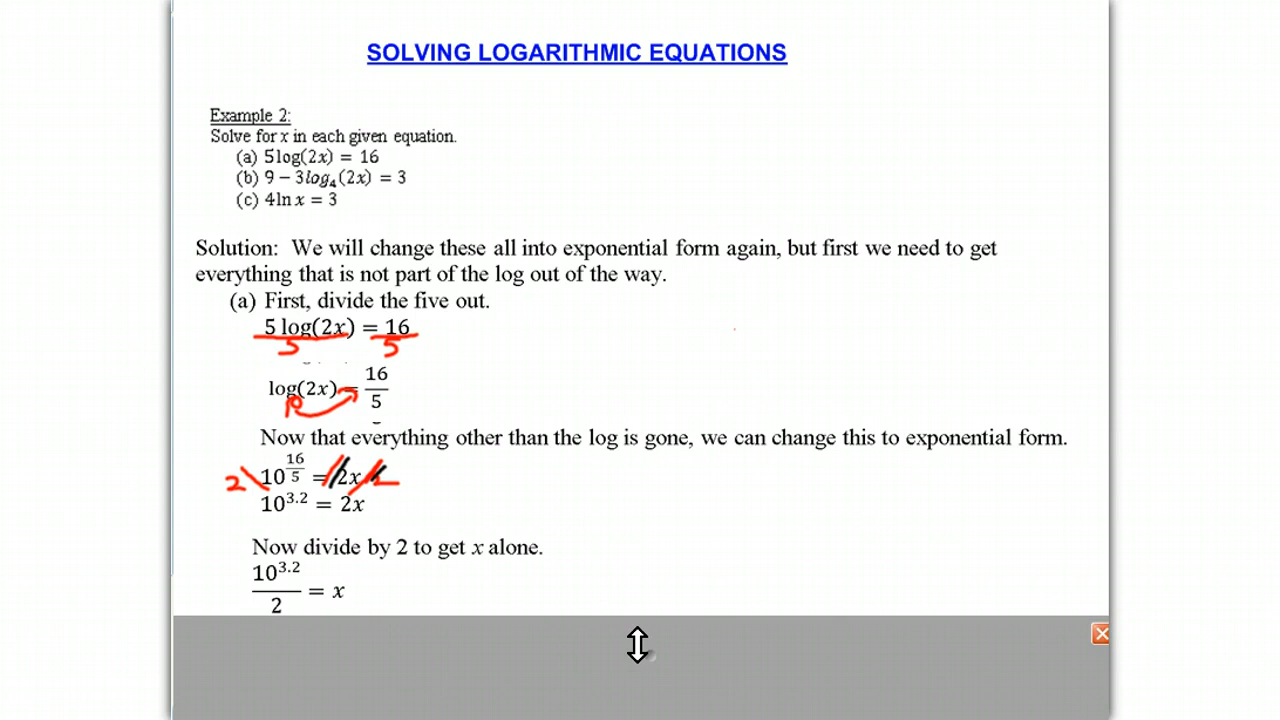 SOLVING LOGARITHMIC EQUATIONS
Example 2:
Solve for x in each given equation.
(a) 5log(2x) = 16
(b) 9 − 3log₄(2x) = 3
(c) 4ln x = 3
Solution: We will change these all into exponential form again, but first we need to get
everything that is not part of the log out of the way.
(a) First, divide the five out.
5 log(2x) = 16
5 5
log(2x) = 16/5
10
Now that everything other than the log is gone, we can change this to exponential form.
2 10^(16/5) = 2x 2
10^3.2 = 2x
Now divide by 2 to get x alone.
10^3.2/2 = x